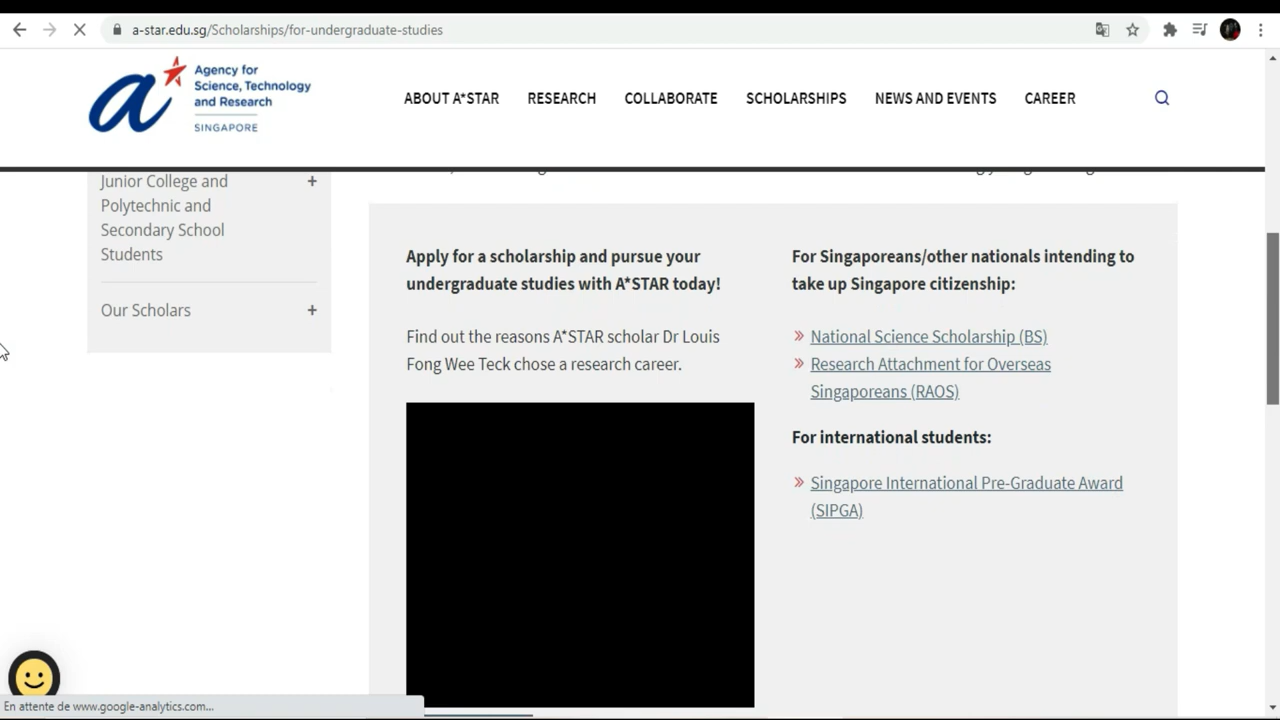 a-star.edu.sg/Scholarships/for-undergraduate-studies
Agency for
Science, Technology
and Research
SINGAPORE
ABOUT A*STAR
RESEARCH
COLLABORATE
SCHOLARSHIPS
NEWS AND EVENTS
CAREER
Junior College and
Polytechnic and
Secondary School
Students
Our Scholars
Apply for a scholarship and pursue your
undergraduate studies with A*STAR today!
Find out the reasons A*STAR scholar Dr Louis
Fong Wee Teck chose a research career.
For Singaporeans/other nationals intending to
take up Singapore citizenship:
National Science Scholarship (BS)
Research Attachment for Overseas
Singaporeans (RAOS)
For international students:
Singapore International Pre-Graduate Award
(SIPGA)
En attente de www.google-analytics.com...